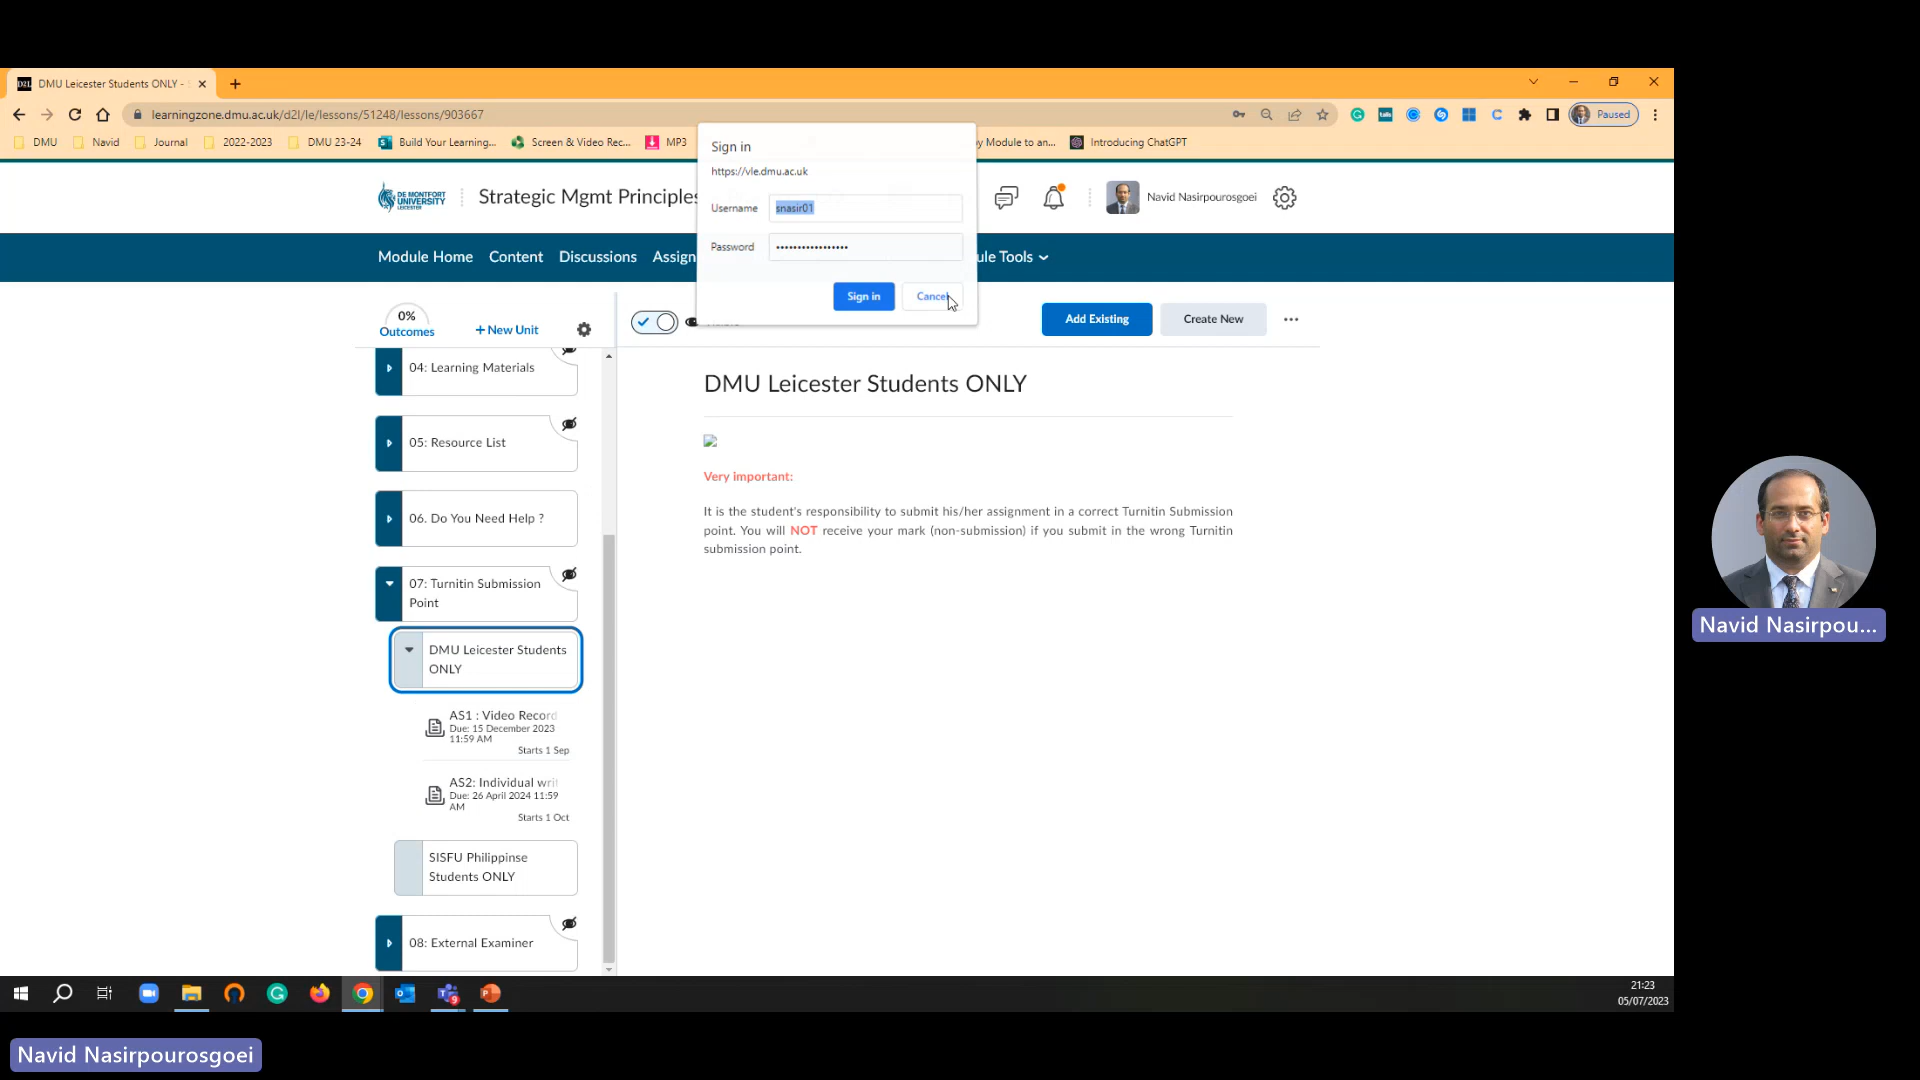 DMU Leicester Students ONLY -
learningzone.dmu.ac.uk/d2l/le/lessons/51248/lessons/903667
Paused
DMU
Navid
Journal
2022-2023
DMU 23-24
Build Your Learning...
Screen & Video Rec...
MP3
y Module to an...
Introducing ChatGPT
Sign in
https://vle.dmu.ac.uk
Username
snasir01
Password
Sign in
Cancel
DE MONTFORT
UNIVERSITY
LEICESTER
Strategic Mgmt Principles
Navid Nasirpourosgoei
Module Home
Content
Discussions
Assign
ule Tools
0%
Outcomes
+ New Unit
Add Existing
Create New
04: Learning Materials
05: Resource List
06. Do You Need Help ?
07: Turnitin Submission
Point
DMU Leicester Students
ONLY
AS1 : Video Record
Due: 15 December 2023
11:59 AM
Starts 1 Sep
AS2: Individual writ
Due: 26 April 2024 11:59
AM
Starts 1 Oct
SISFU Philippinse
Students ONLY
08: External Examiner
DMU Leicester Students ONLY
Very important:
It is the student's responsibility to submit his/her assignment in a correct Turnitin Submission
point. You will NOT receive your mark (non-submission) if you submit in the wrong Turnitin
submission point.
Navid Nasirpou...
21:23
05/07/2023
Navid Nasirpourosgoei